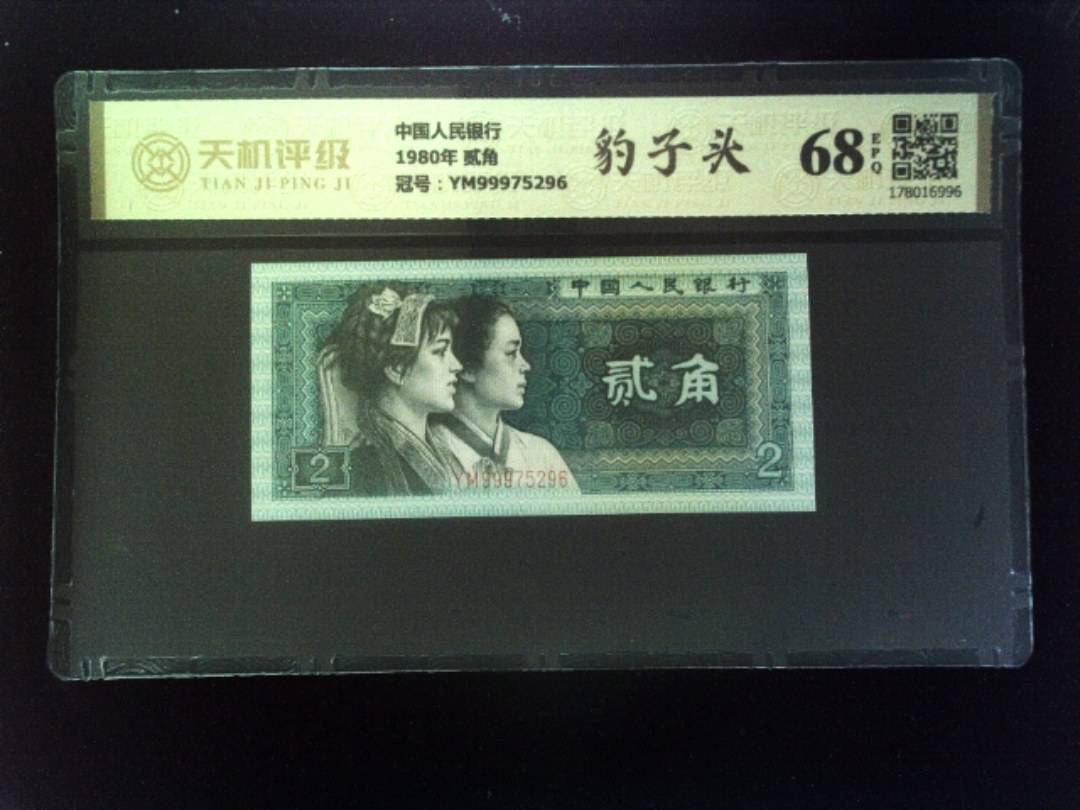 天机评级
TIAN JI PING JI
中国人民银行
1980年 贰角
冠号：YM99975296
豹子头
68
EPQ
178016996
中国人民银行
贰角
2
YM99975296
2